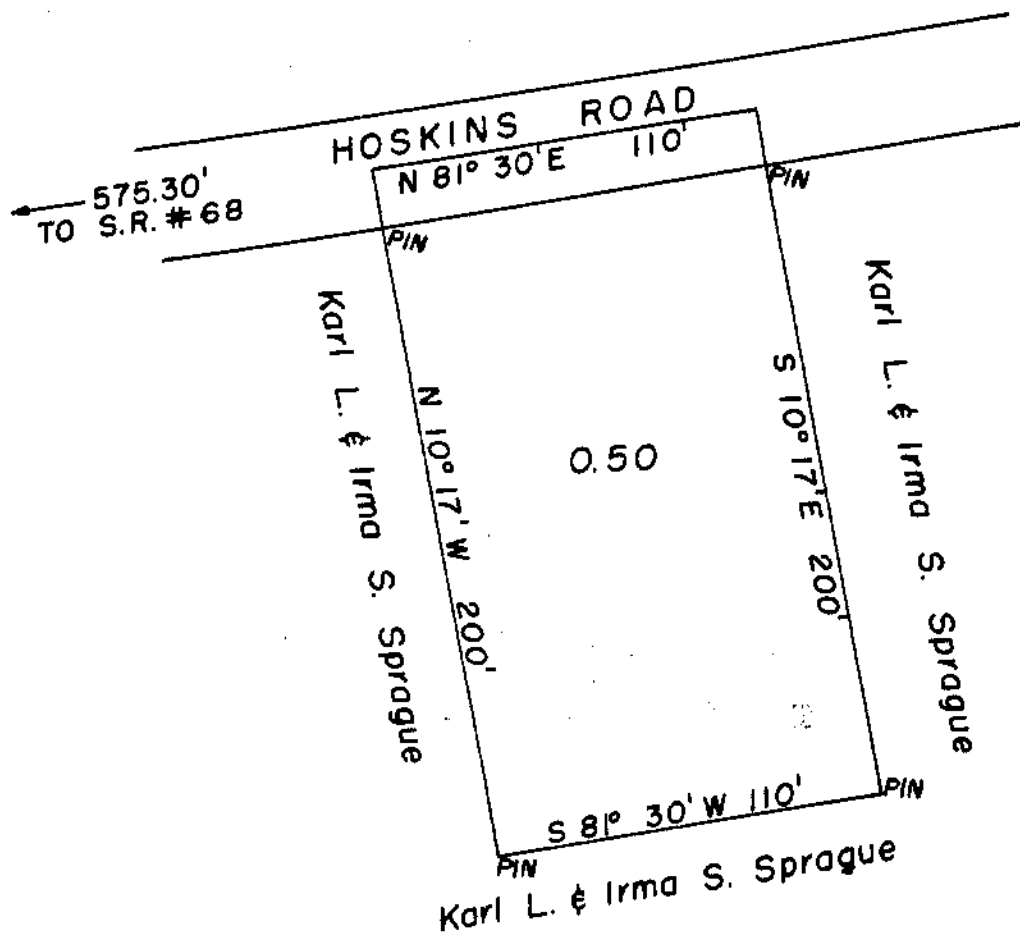 HOSKINS ROAD
N 81° 30' E 110'
575.30'
TO S.R. # 68
PIN
PIN
Karl L. & Irma S. Sprague
N 10° 17' W 200'
0.50
S 10° 17' E 200'
Karl L. & Irma S. Sprague
S 81° 30' W 110'
PIN
PIN
Karl L. & Irma S. Sprague